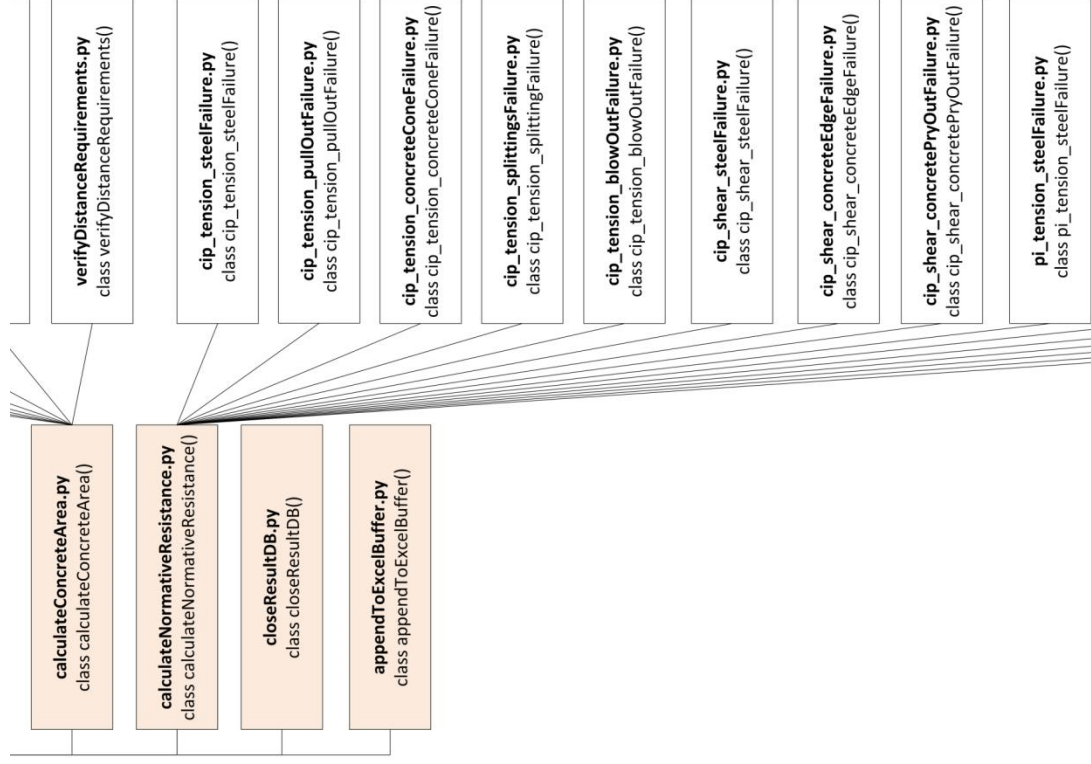 verifyDistanceRequirements.py
class verifyDistanceRequirements()
cip_tension_steelFailure.py
class cip_tension_steelFailure()
cip_tension_pullOutFailure.py
class cip_tension_pullOutFailure()
cip_tension_concreteConeFailure.py
class cip_tension_concreteConeFailure()
cip_tension_splittingsFailure.py
class cip_tension_splittingFailure()
cip_tension_blowOutFailure.py
class cip_tension_blowOutFailure()
cip_shear_steelFailure.py
class cip_shear_steelFailure()
cip_shear_concreteEdgeFailure.py
class cip_shear_concreteEdgeFailure()
cip_shear_concretePryOutFailure.py
class cip_shear_concretePryOutFailure()
pi_tension_steelFailure.py
class pi_tension_steelFailure()
calculateConcreteArea.py
class calculateConcreteArea()
calculateNormativeResistance.py
class calculateNormativeResistance()
closeResultDB.py
class closeResultDB()
appendToExcelBuffer.py
class appendToExcelBuffer()